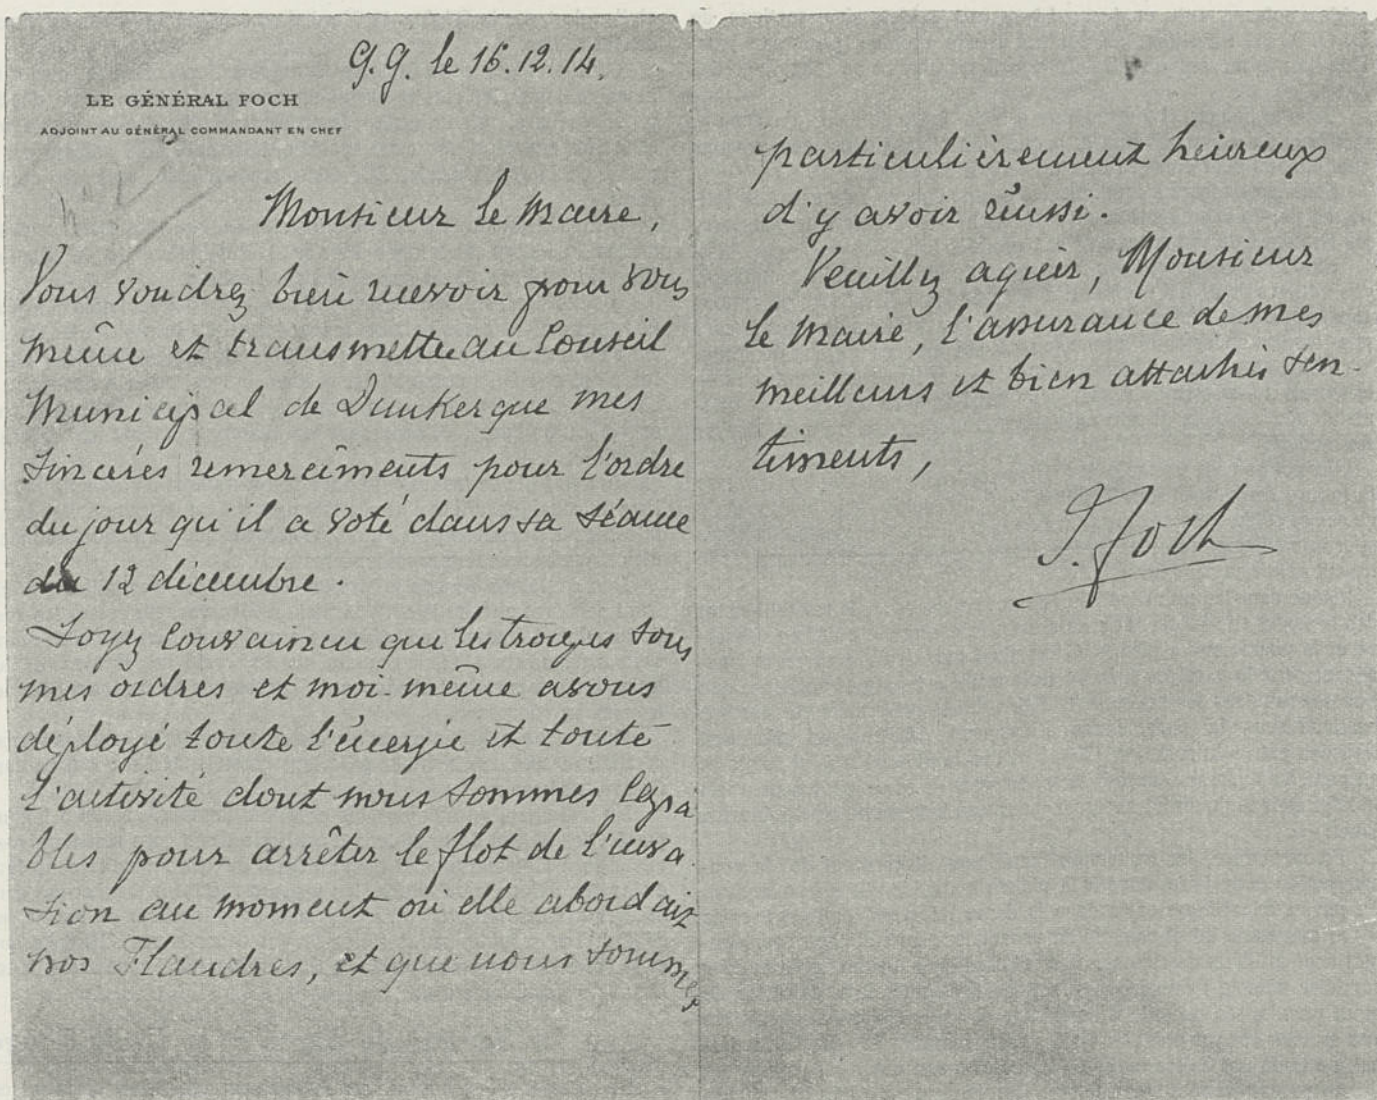 G.G. le 16.12.14.
LE GÉNÉRAL FOCH
ADJOINT AU GÉNÉRAL COMMANDANT EN CHEF
Monsieur le Maire,
Vous voudrez bien recevoir pour vous
même et transmettre au Conseil
Municipal de Dunkerque mes
sincères remerciments pour l'ordre
du jour qu'il a voté dans sa séance
du 12 décembre.
Soyez convaincu que les troupes sous
mes ordres et moi-même avons
déployé toute l'énergie et toute
l'activité dont nous sommes capa
bles pour arrêter le flot de l'inva
sion au moment où elle abordait
nos Flandres, et que nous sommes
particulièrement heureux
d'y avoir réussi.
Veuillez agréer, Monsieur
le Maire, l'assurance de mes
meilleurs et bien attachés sen-
timents,
F. Foch